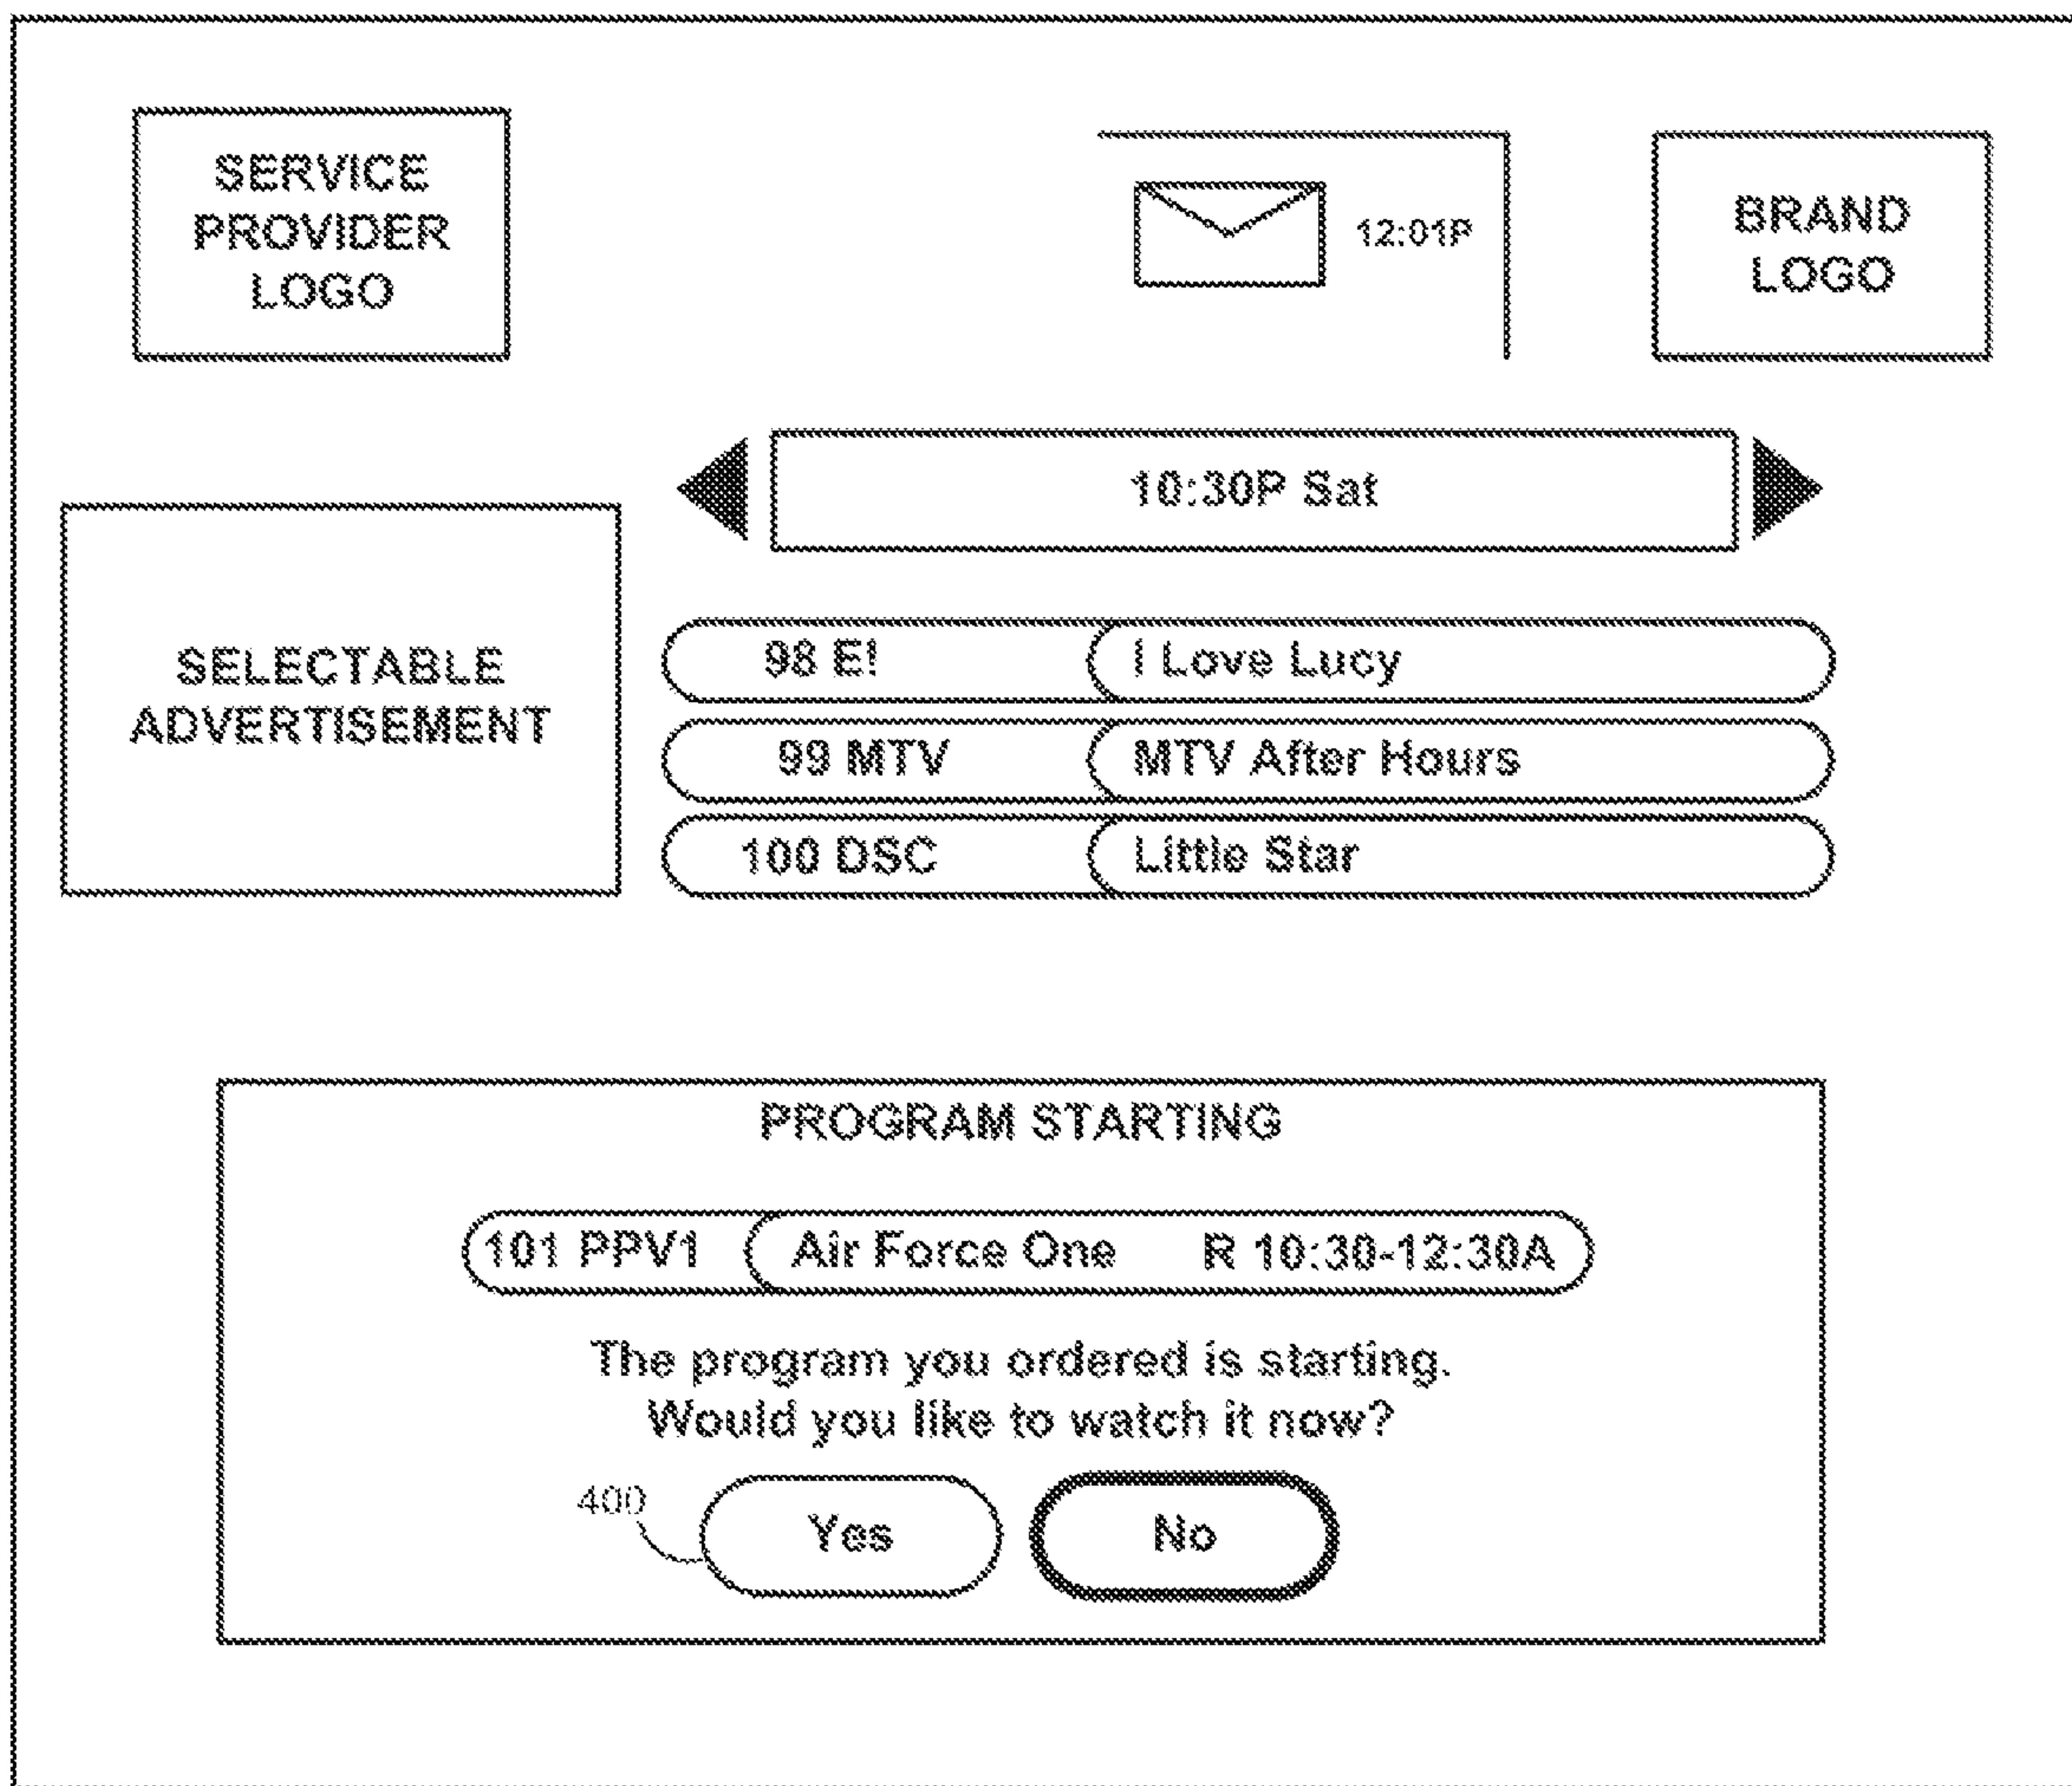 SERVICE
PROVIDER
LOGO
12:01P
BRAND
LOGO
10:30P Sat
SELECTABLE
ADVERTISEMENT
98 E! I Love Lucy
99 MTV MTV After Hours
100 DSC Little Star
PROGRAM STARTING
101 PPV1 Air Force One R 10:30-12:30A
The program you ordered is starting.
Would you like to watch it now?
400
Yes No